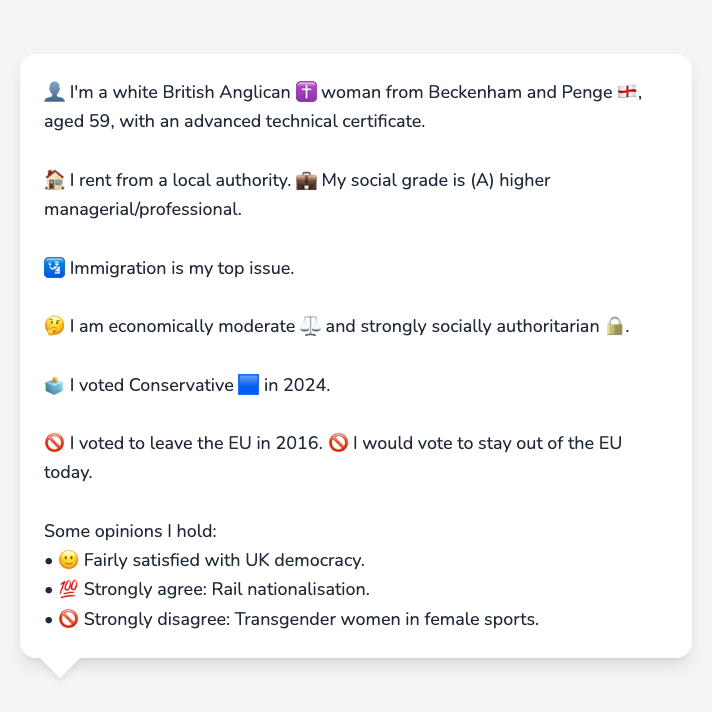 👤 I'm a white British Anglican ✝️ woman from Beckenham and Penge 🏴󠁧󠁢󠁥󠁮󠁧󠁿,
aged 59, with an advanced technical certificate.
🏠 I rent from a local authority. 💼 My social grade is (A) higher
managerial/professional.
🛂 Immigration is my top issue.
🤔 I am economically moderate ⚖️ and strongly socially authoritarian 🔒.
🗳️ I voted Conservative 🟦 in 2024.
🚫 I voted to leave the EU in 2016. 🚫 I would vote to stay out of the EU
today.
Some opinions I hold:
• 🙂 Fairly satisfied with UK democracy.
• 💯 Strongly agree: Rail nationalisation.
• 🚫 Strongly disagree: Transgender women in female sports.